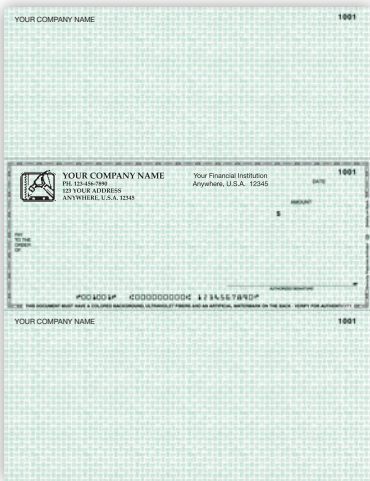 YOUR COMPANY NAME 1001
1001
YOUR COMPANY NAME
PH. 123-456-7890
123 YOUR ADDRESS
ANYWHERE, U.S.A. 12345
Your Financial Institution
Anywhere, U.S.A. 12345
DATE
AMOUNT
$
PAY
TO THE
ORDER
OF
AUTHORIZED SIGNATURE
⑈001001⑈ ⑆000000000⑆ 1234567890⑈
THIS DOCUMENT MUST HAVE A COLORED BACKGROUND, ULTRAVIOLET FIBERS AND AN ARTIFICIAL WATERMARK ON THE BACK. VERIFY FOR AUTHENTICITY.
YOUR COMPANY NAME 1001